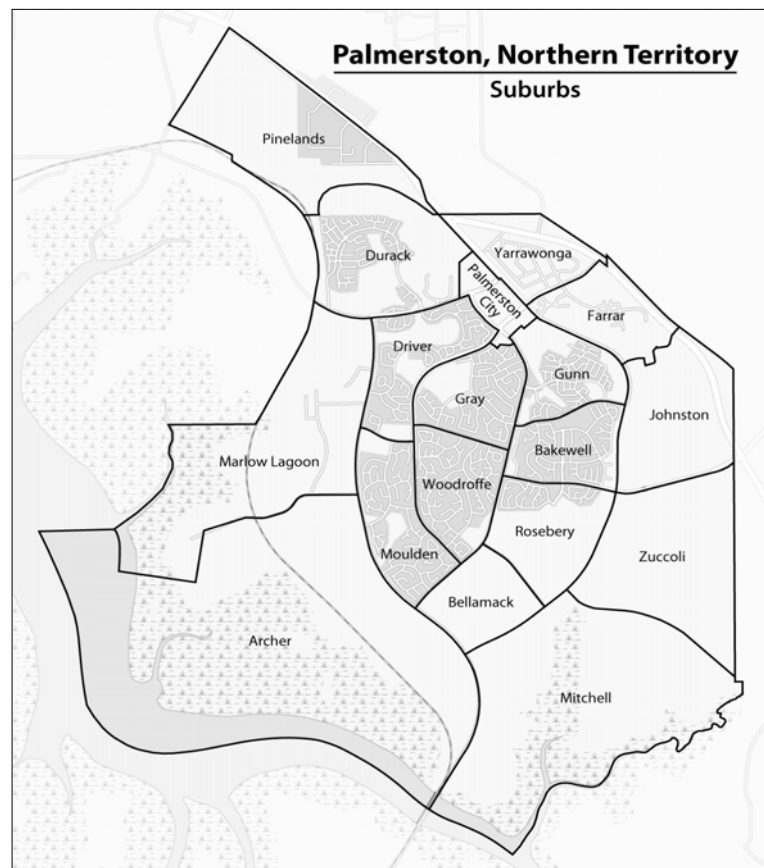 Palmerston, Northern Territory
Suburbs
Pinelands
Durack
Yarrawonga
Palmerston
City
Farrar
Driver
Gunn
Gray
Johnston
Bakewell
Marlow Lagoon
Woodroffe
Rosebery
Moulden
Zuccoli
Bellamack
Archer
Mitchell